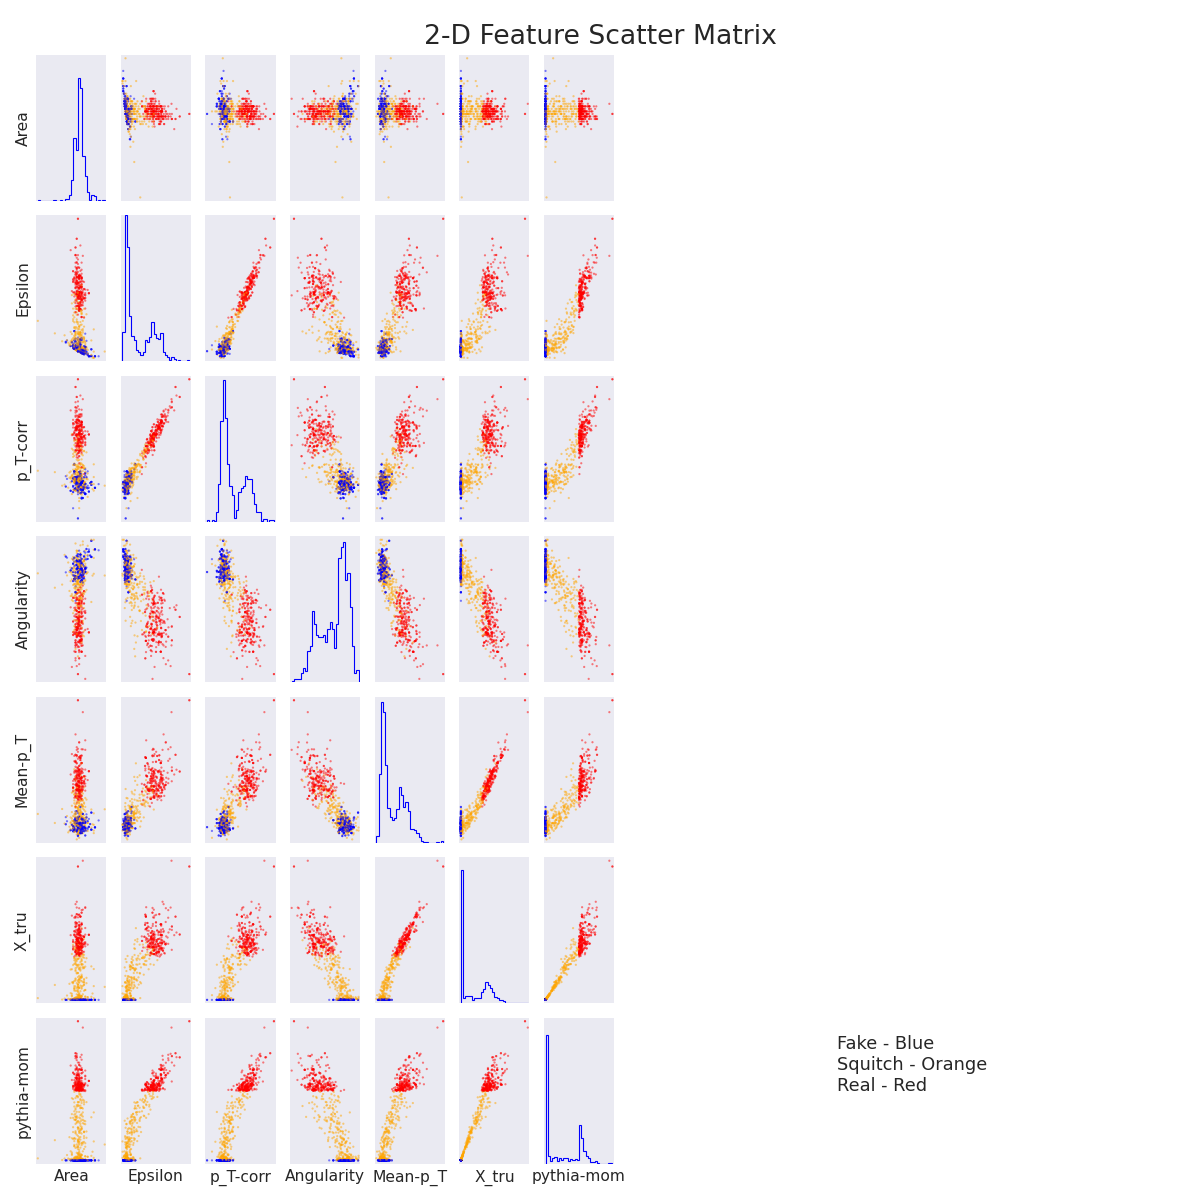 2-D Feature Scatter Matrix
Area
Epsilon
p_T-corr
Angularity
Mean-p_T
X_tru
pythia-mom
Fake - Blue
Squitch - Orange
Real - Red
Area Epsilon p_T-corr Angularity Mean-p_T X_tru pythia-mom